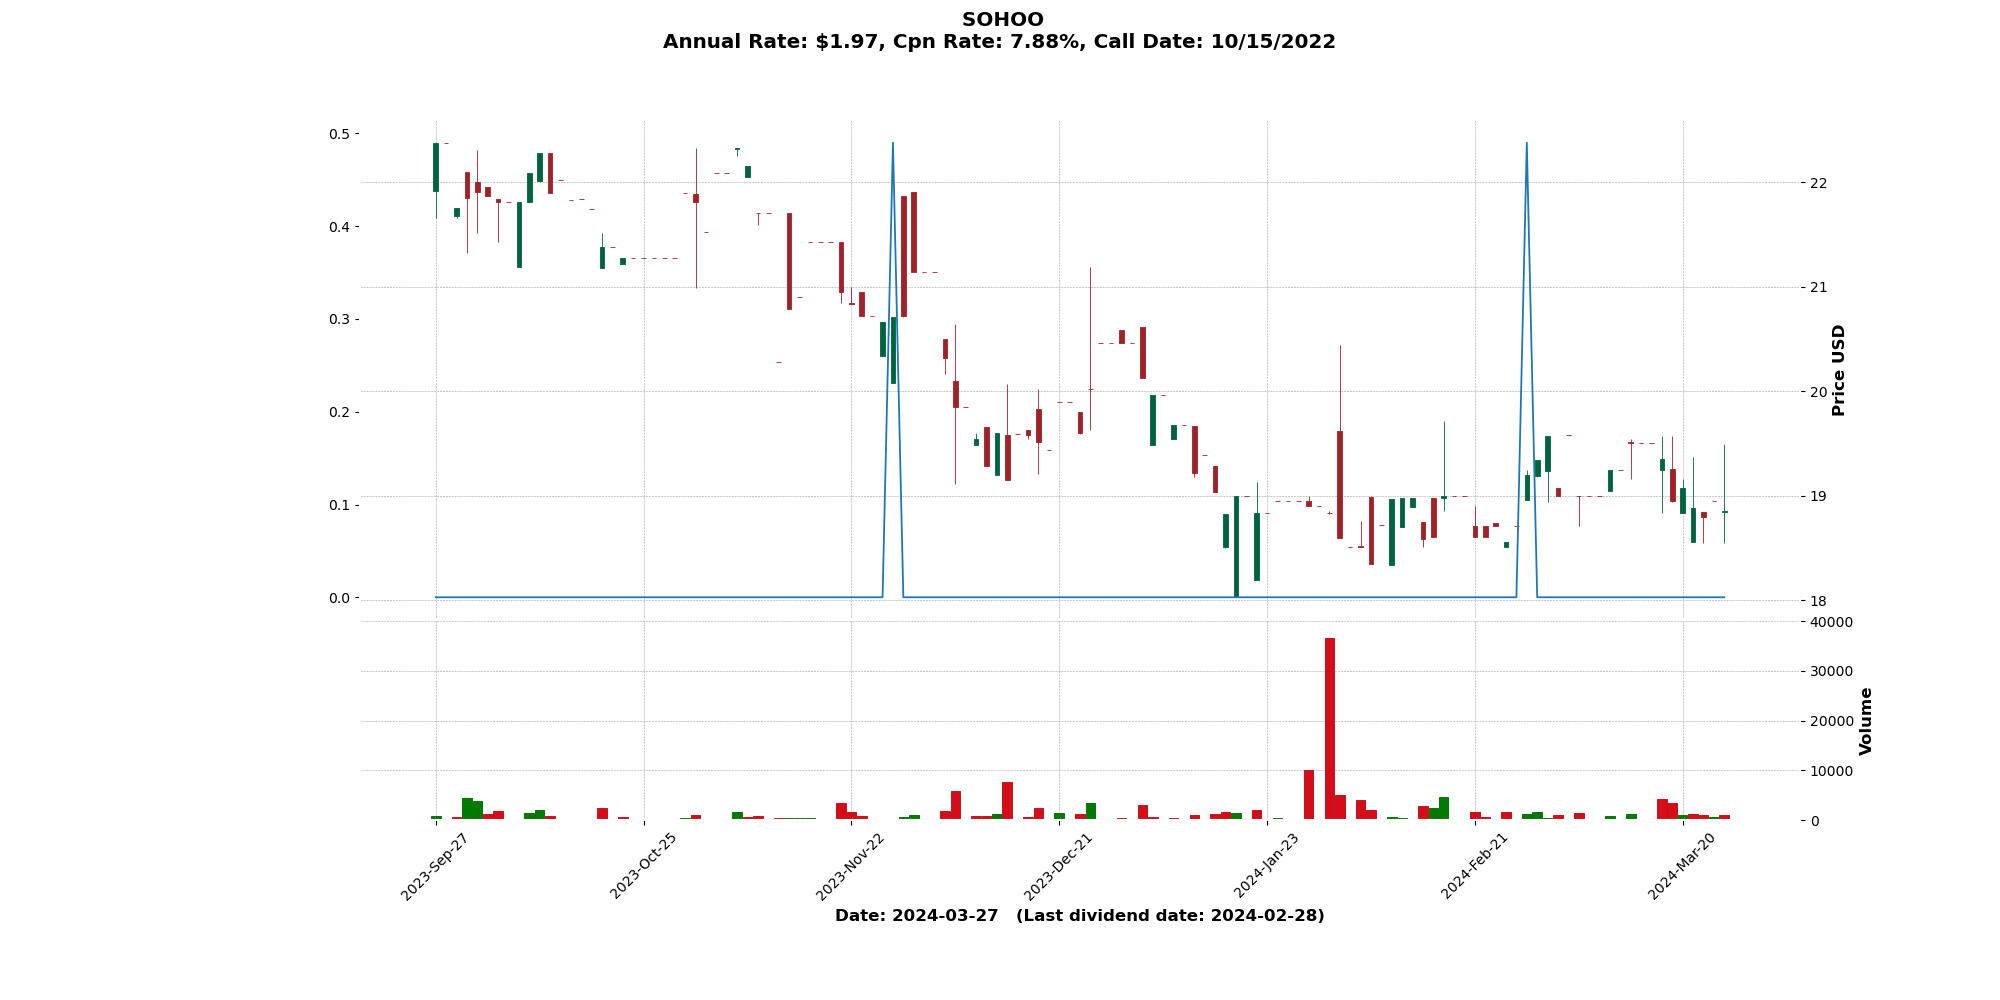 SOHOO
Annual Rate: $1.97, Cpn Rate: 7.88%, Call Date: 10/15/2022
0.5
0.4
0.3
0.2
0.1
0.0
22
21
20
19
18
Price USD
40000
30000
20000
10000
0
Volume
2023-Sep-27
2023-Oct-25
2023-Nov-22
2023-Dec-21
2024-Jan-23
2024-Feb-21
2024-Mar-20
Date: 2024-03-27 (Last dividend date: 2024-02-28)